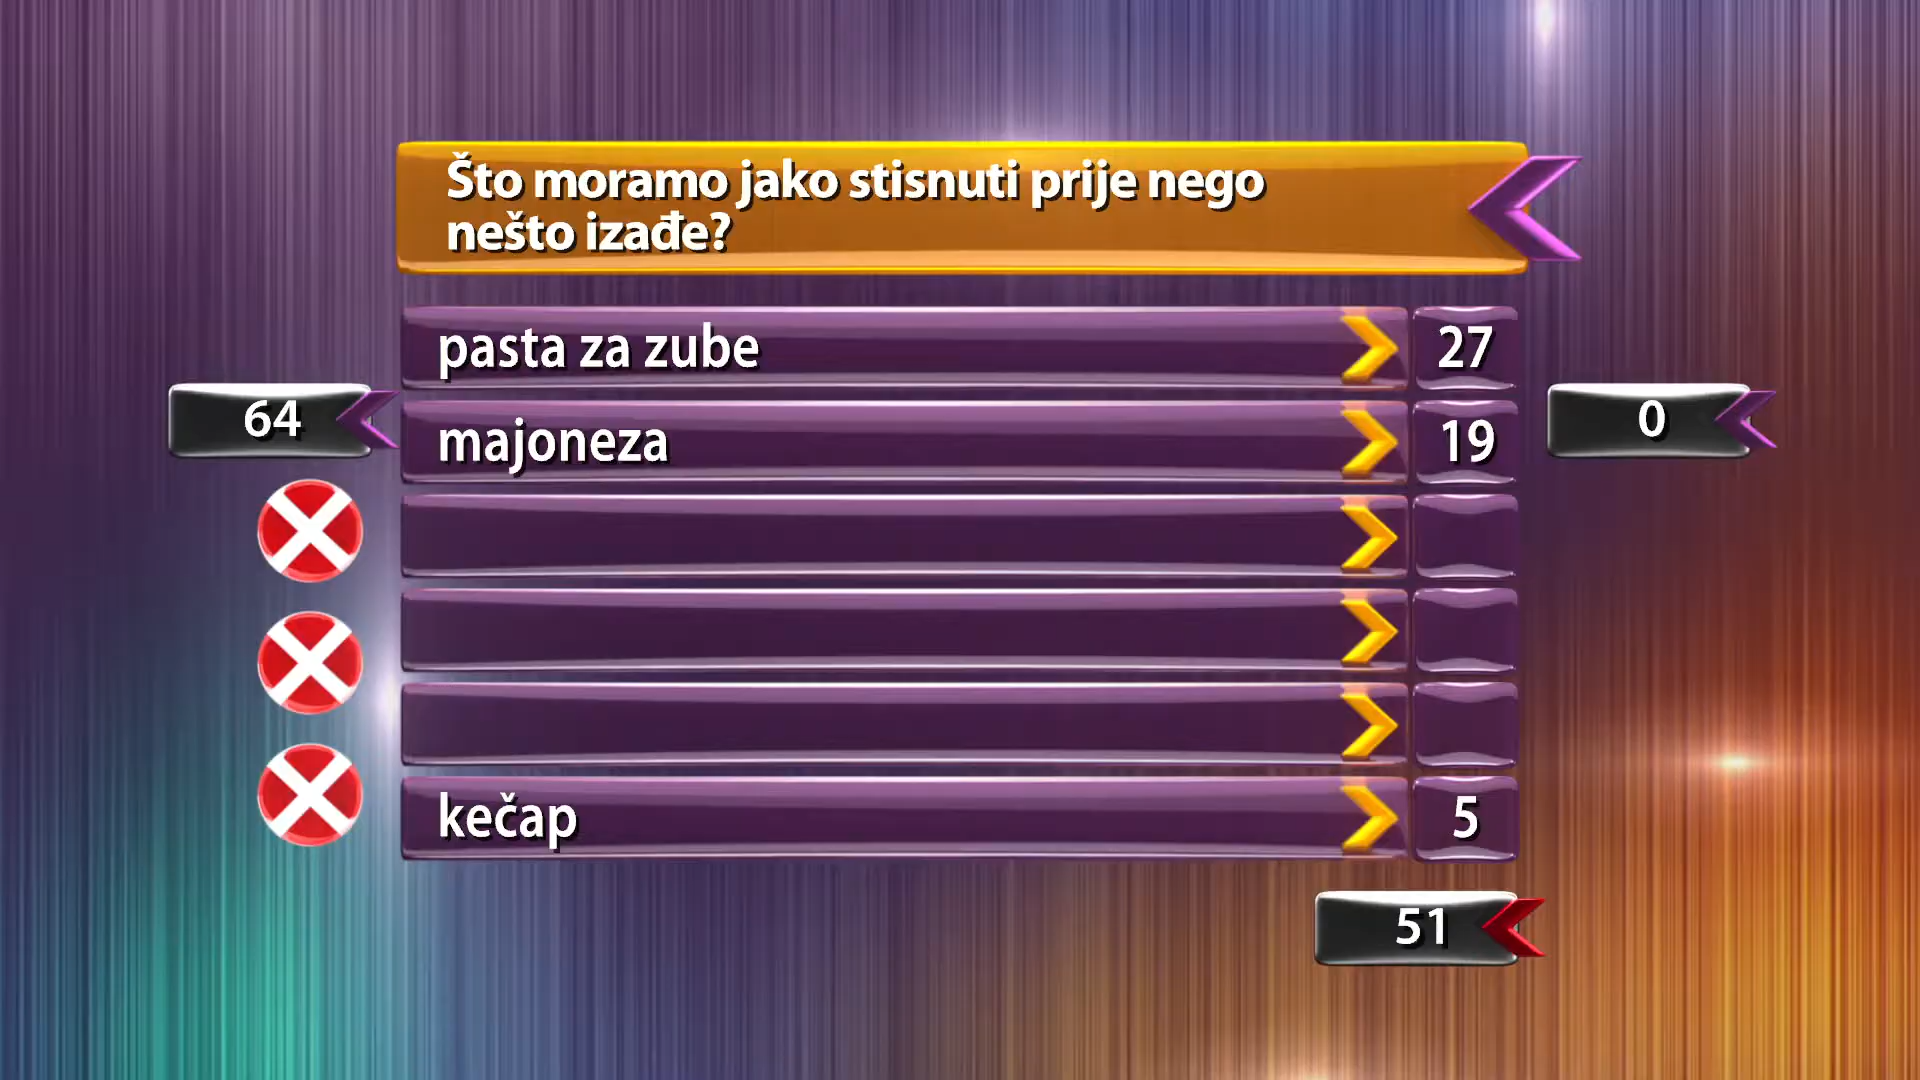 Što moramo jako stisnuti prije nego
nešto izađe?
pasta za zube 27
64
majoneza 19
0
kečap 5
51